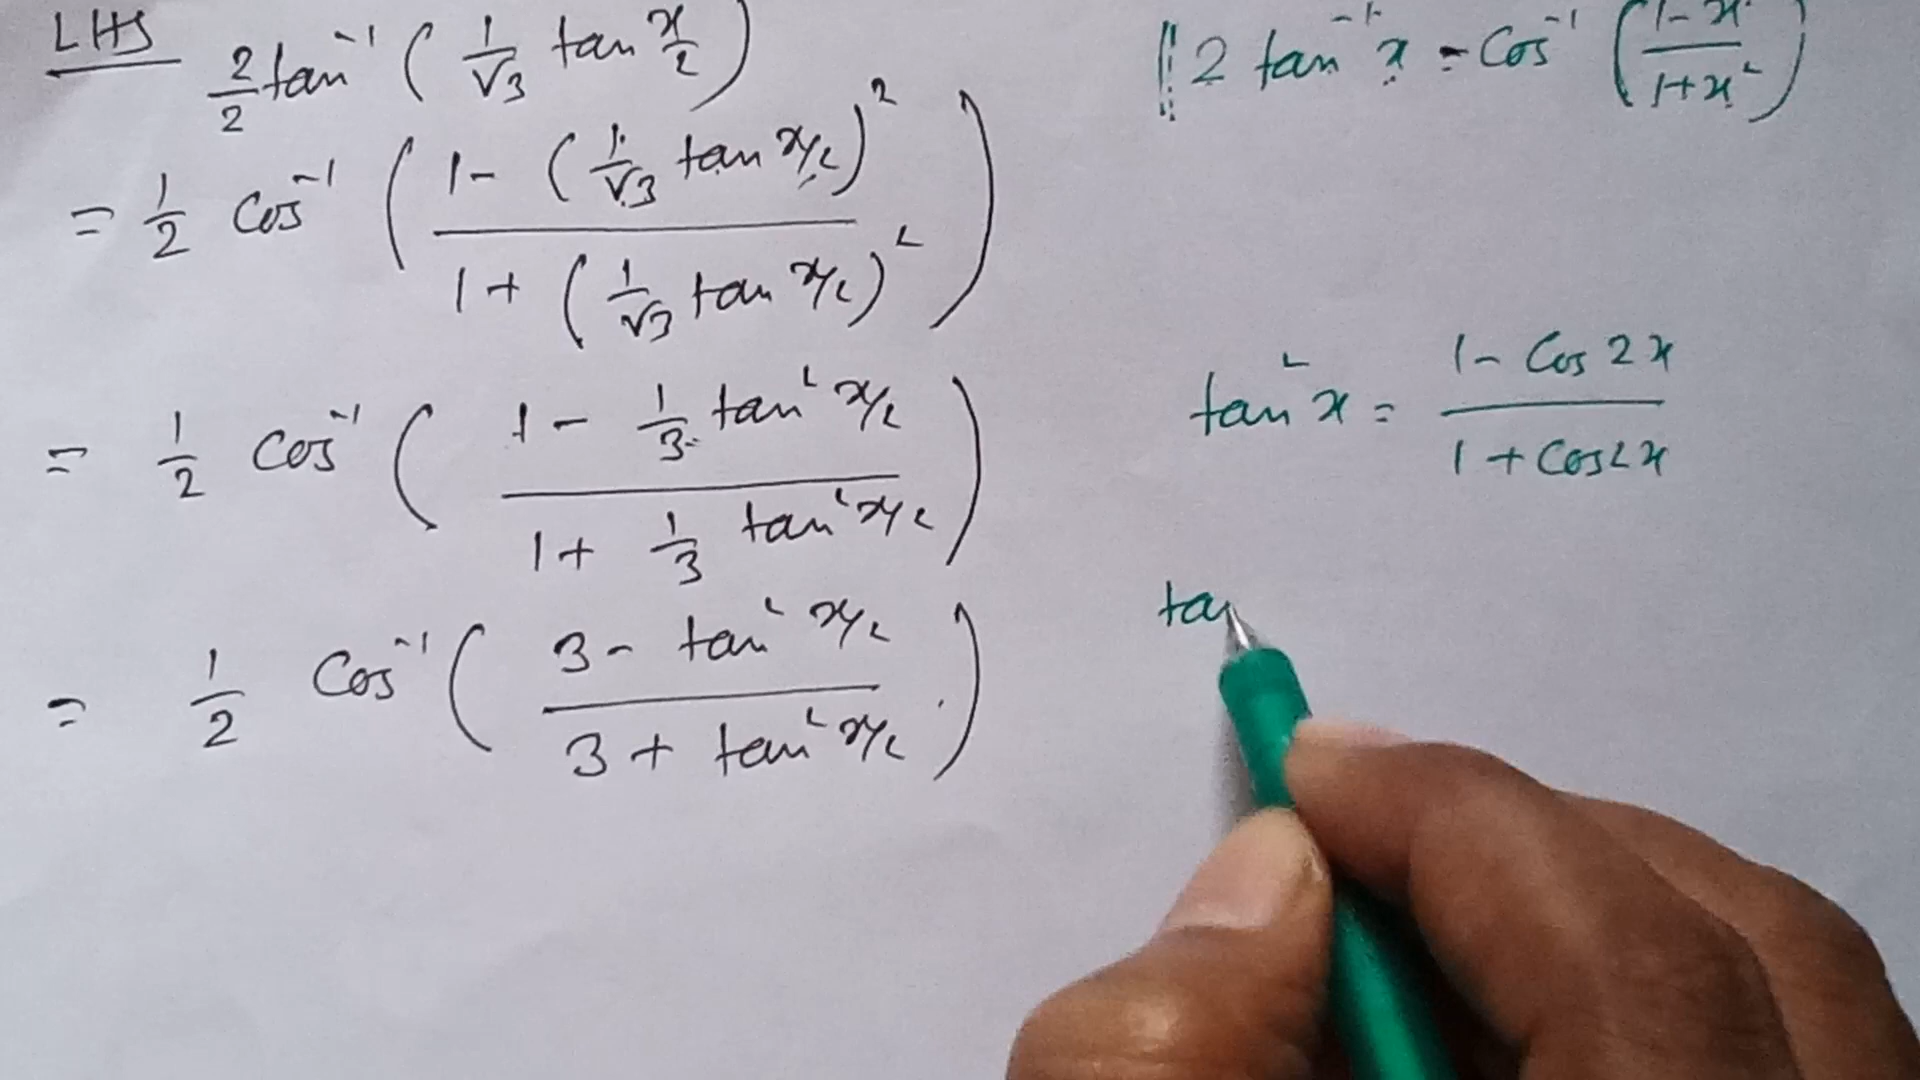 LHS 2/2 tan⁻¹ ( 1/√3 tan x/2 )
= 1/2 cos⁻¹ ( (1 - (1/√3 tan x/2)²) / (1 + (1/√3 tan x/2)²) )
= 1/2 cos⁻¹ ( (1 - 1/3 tan² x/2) / (1 + 1/3 tan² x/2) )
= 1/2 cos⁻¹ ( (3 - tan² x/2) / (3 + tan² x/2) )
2 tan⁻¹ x = cos⁻¹ ( (1 - x²) / (1 + x²) )
tan² x = (1 - cos 2x) / (1 + cos 2x)
tan